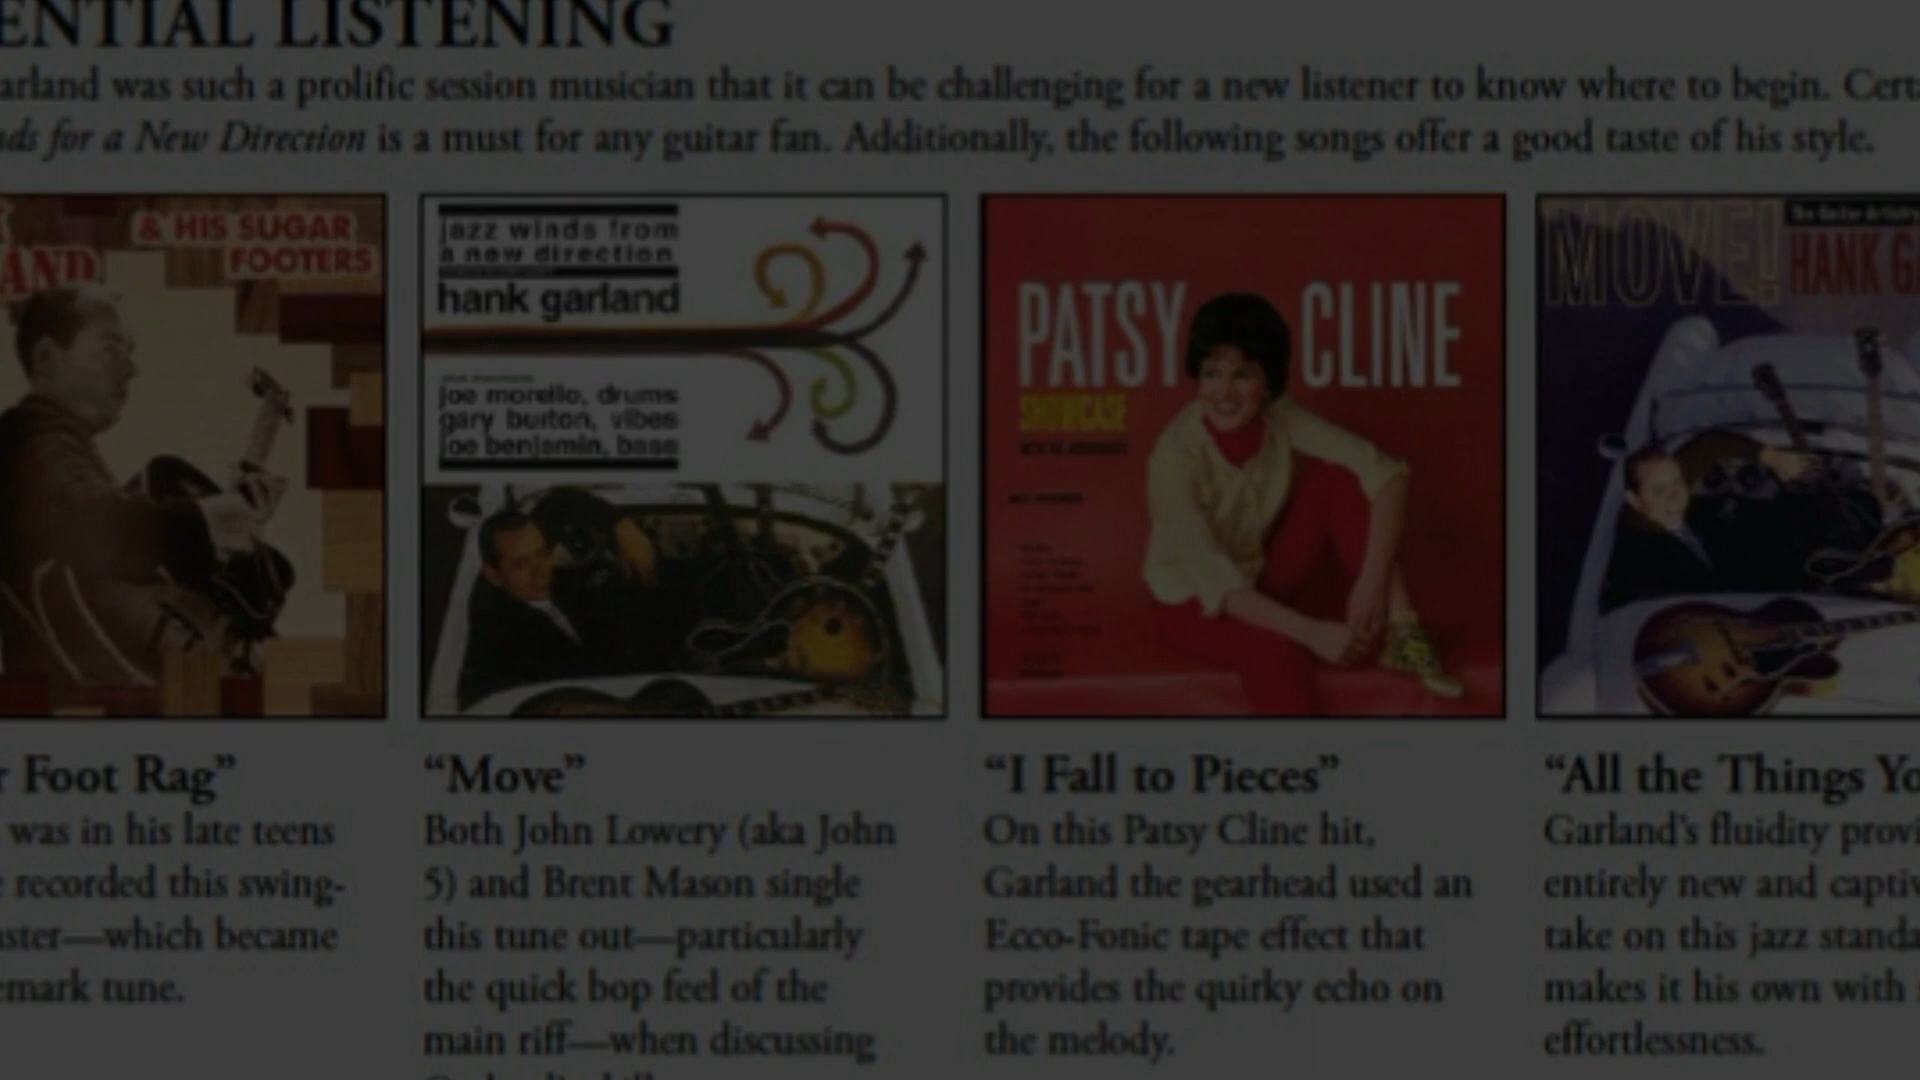 ENTIAL LISTENING
arland was such a prolific session musician that it can be challenging for a new listener to know where to begin. Certa
nds for a New Direction is a must for any guitar fan. Additionally, the following songs offer a good taste of his style.
& HIS SUGAR
FOOTERS
LAND
jazz winds from
a new direction
hank garland
joe morello, drums
gary burton, vibes
joe benjamin, bass
PATSY CLINE
SHOWCASE
MOVE!
The Guitar Artistry
HANK GA
r Foot Rag”
was in his late teens
e recorded this swing-
aster—which became
emark tune.
“Move”
Both John Lowery (aka John
5) and Brent Mason single
this tune out—particularly
the quick bop feel of the
main riff—when discussing
“I Fall to Pieces”
On this Patsy Cline hit,
Garland the gearhead used an
Ecco-Fonic tape effect that
provides the quirky echo on
the melody.
“All the Things Yo
Garland’s fluidity provi
entirely new and captiv
take on this jazz standa
makes it his own with
effortlessness.